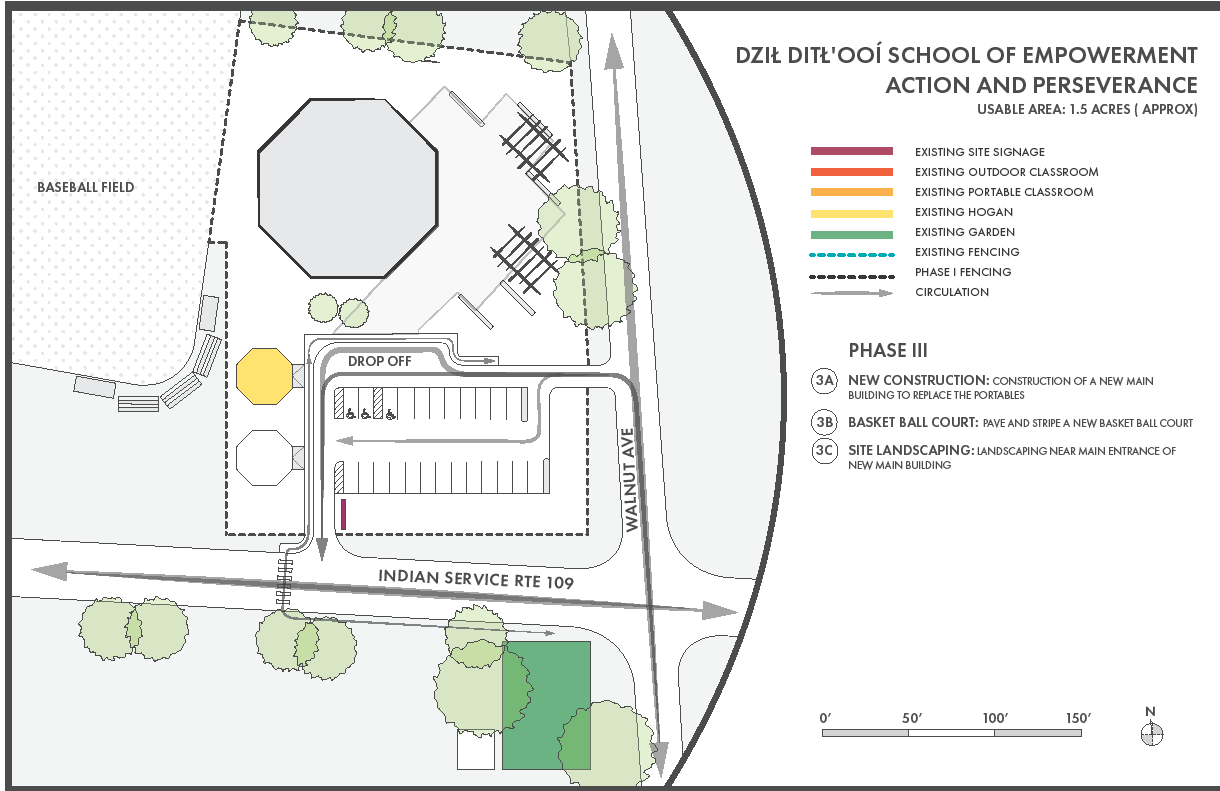 DZIŁ DITŁ'OOÍ SCHOOL OF EMPOWERMENT
ACTION AND PERSEVERANCE
USABLE AREA: 1.5 ACRES ( APPROX)
BASEBALL FIELD
EXISTING SITE SIGNAGE
EXISTING OUTDOOR CLASSROOM
EXISTING PORTABLE CLASSROOM
EXISTING HOGAN
EXISTING GARDEN
EXISTING FENCING
PHASE I FENCING
CIRCULATION
DROP OFF
WALNUT AVE
INDIAN SERVICE RTE 109
PHASE III
3A NEW CONSTRUCTION: CONSTRUCTION OF A NEW MAIN
BUILDING TO REPLACE THE PORTABLES
3B BASKET BALL COURT: PAVE AND STRIPE A NEW BASKET BALL COURT
3C SITE LANDSCAPING: LANDSCAPING NEAR MAIN ENTRANCE OF
NEW MAIN BUILDING
0' 50' 100' 150'
N